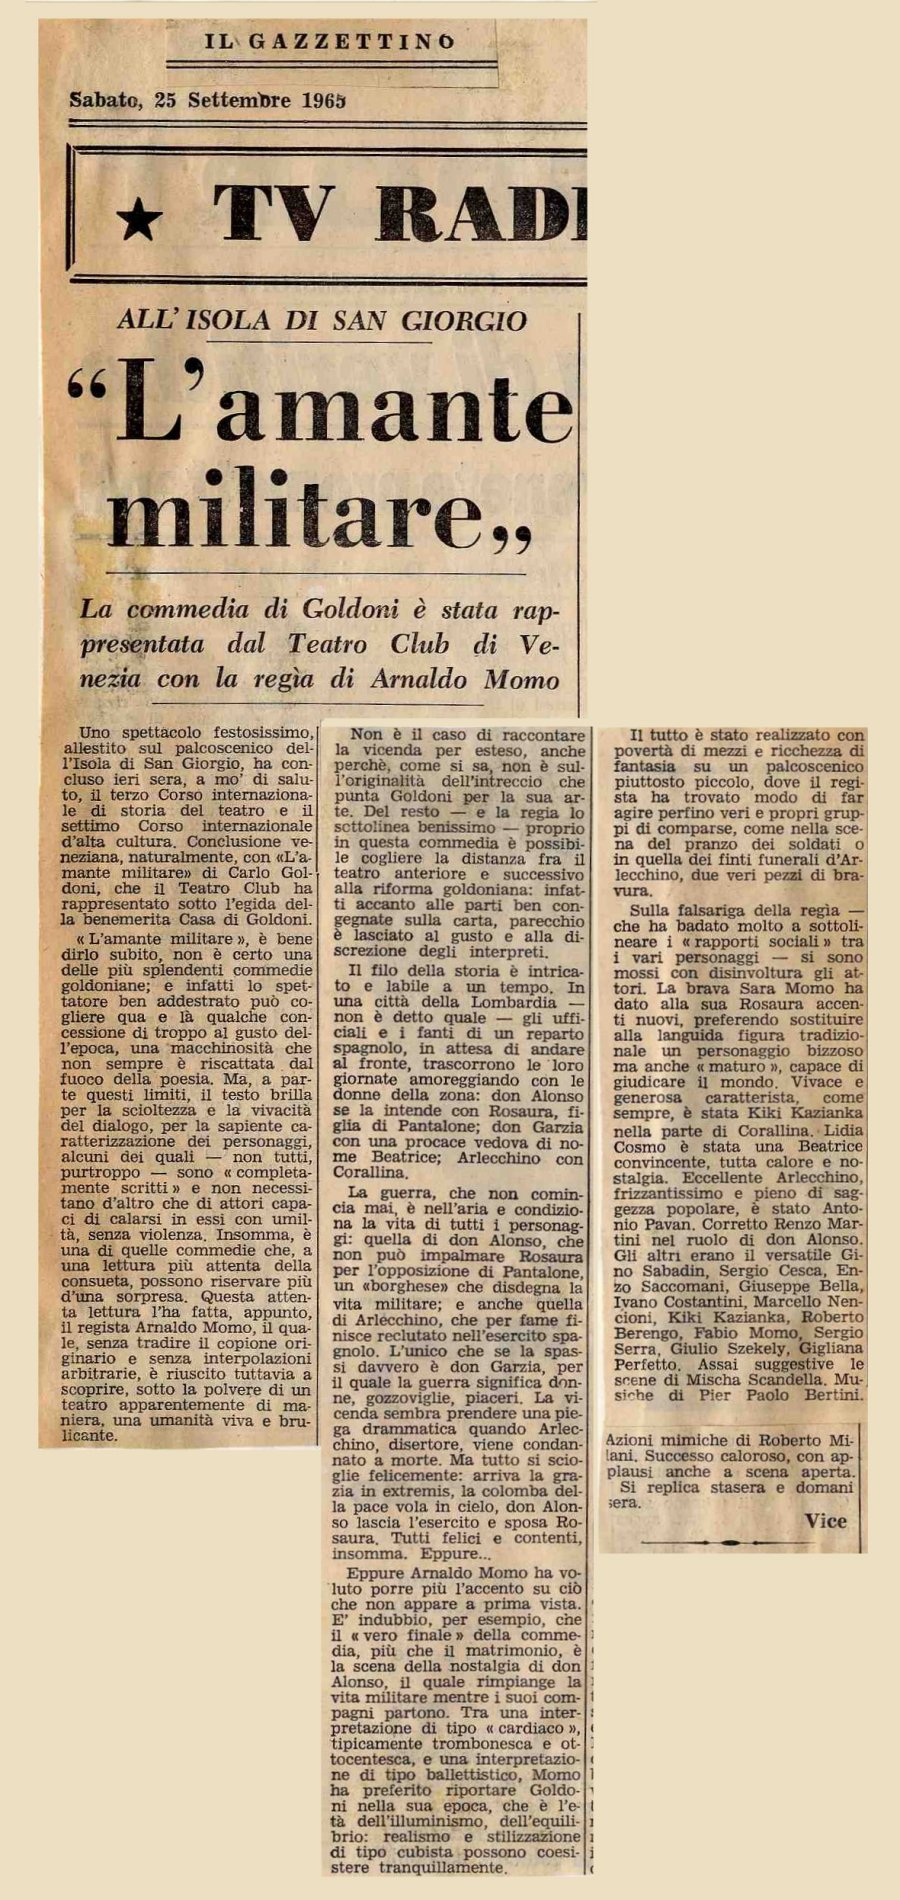 IL GAZZETTINO
Sabato, 25 Settembre 1965
★ TV RADI
ALL'ISOLA DI SAN GIORGIO
“L'amante
militare„
La commedia di Goldoni è stata rap-
presentata dal Teatro Club di Ve-
nezia con la regìa di Arnaldo Momo
Uno spettacolo festosissimo,
allestito sul palcoscenico del-
l'Isola di San Giorgio, ha con-
cluso ieri sera, a mo' di salu-
to, il terzo Corso internaziona-
le di storia del teatro e il
settimo Corso internazionale
d'alta cultura. Conclusione ve-
neziana, naturalmente, con «L'a-
mante militare» di Carlo Gol-
doni, che il Teatro Club ha
rappresentato sotto l'egida del-
la benemerita Casa di Goldoni.
« L'amante militare », è bene
dirlo subito, non è certo una
delle più splendenti commedie
goldoniane; e infatti lo spet-
tatore ben addestrato può co-
gliere qua e là qualche con-
cessione di troppo al gusto del-
l'epoca, una macchinosità che
non sempre è riscattata dal
fuoco della poesia. Ma, a par-
te questi limiti, il testo brilla
per la scioltezza e la vivacità
del dialogo, per la sapiente ca-
ratterizzazione dei personaggi,
alcuni dei quali — non tutti,
purtroppo — sono « completa-
mente scritti » e non necessi-
tano d'altro che di attori capa-
ci di calarsi in essi con umil-
tà, senza violenza. Insomma, è
una di quelle commedie che, a
una lettura più attenta della
consueta, possono riservare più
d'una sorpresa. Questa atten-
ta lettura l'ha fatta, appunto,
il regista Arnaldo Momo, il qua-
le, senza tradire il copione ori-
ginario e senza interpolazioni
arbitrarie, è riuscito tuttavia a
scoprire, sotto la polvere di un
teatro apparentemente di ma-
niera, una umanità viva e bru-
licante.
Non è il caso di raccontare
la vicenda per esteso, anche
perchè, come si sa, non è sul-
l'originalità dell'intreccio che
punta Goldoni per la sua ar-
te. Del resto — e la regìa lo
sottolinea benissimo — proprio
in questa commedia è possibi-
le cogliere la distanza fra il
teatro anteriore e successivo
alla riforma goldoniana: infat-
ti accanto alle parti ben con-
gegnate sulla carta, parecchio
è lasciato al gusto e alla di-
screzione degli interpreti.
Il filo della storia è intrica-
to e labile a un tempo. In
una città della Lombardia —
non è detto quale — gli uffi-
ciali e i fanti di un reparto
spagnolo, in attesa di andare
al fronte, trascorrono le loro
giornate amoreggiando con le
donne della zona: don Alonso
se la intende con Rosaura, fi-
glia di Pantalone; don Garzia
con una procace vedova di no-
me Beatrice; Arlecchino con
Corallina.
La guerra, che non comin-
cia mai, è nell'aria e condizio-
na la vita di tutti i personag-
gi: quella di don Alonso, che
non può impalmare Rosaura
per l'opposizione di Pantalone,
un «borghese» che disdegna la
vita militare; e anche quella
di Arlecchino, che per fame fi-
nisce reclutato nell'esercito spa-
gnolo. L'unico che se la spas-
si davvero è don Garzia, per
il quale la guerra significa don-
ne, gozzoviglie, piaceri. La vi-
cenda sembra prendere una pie-
ga drammatica quando Arlec-
chino, disertore, viene condan-
nato a morte. Ma tutto si scio-
glie felicemente: arriva la gra-
zia in extremis, la colomba del-
la pace vola in cielo, don Alon-
so lascia l'esercito e sposa Ro-
saura. Tutti felici e contenti,
insomma. Eppure...
Eppure Arnaldo Momo ha vo-
luto porre più l'accento su ciò
che non appare a prima vista.
E' indubbio, per esempio, che
il « vero finale » della comme-
dia, più che il matrimonio, è
la scena della nostalgia di don
Alonso, il quale rimpiange la
vita militare mentre i suoi com-
pagni partono. Tra una inter-
pretazione di tipo « cardiaco »,
tipicamente trombonesca e ot-
tocentesca, e una interpretazio-
ne di tipo ballettistico, Momo
ha preferito riportare Goldo-
ni nella sua epoca, che è l'e-
tà dell'illuminismo, dell'equili-
brio: realismo e stilizzazione
di tipo cubista possono coesi-
stere tranquillamente.
Il tutto è stato realizzato con
povertà di mezzi e ricchezza di
fantasia su un palcoscenico
piuttosto piccolo, dove il regi-
sta ha trovato modo di far
agire perfino veri e propri grup-
pi di comparse, come nella sce-
na del pranzo dei soldati o
in quella dei finti funerali d'Ar-
lecchino, due veri pezzi di bra-
vura.
Sulla falsariga della regìa —
che ha badato molto a sottoli-
neare i « rapporti sociali » tra
i vari personaggi — si sono
mossi con disinvoltura gli at-
tori. La brava Sara Momo ha
dato alla sua Rosaura accen-
ti nuovi, preferendo sostituire
alla languida figura tradizio-
nale un personaggio bizzoso
ma anche « maturo », capace di
giudicare il mondo. Vivace e
generosa caratterista, come
sempre, è stata Kiki Kazianka
nella parte di Corallina. Lidia
Cosmo è stata una Beatrice
convincente, tutta calore e no-
stalgia. Eccellente Arlecchino,
frizzantissimo e pieno di sag-
gezza popolare, è stato Anto-
nio Pavan. Corretto Renzo Mar-
tini nel ruolo di don Alonso.
Gli altri erano il versatile Gi-
no Sabadin, Sergio Cesca, En-
zo Saccomani, Giuseppe Bella,
Ivano Costantini, Marcello Nen-
cioni, Kiki Kazianka, Roberto
Berengo, Fabio Momo, Sergio
Serra, Giulio Szekely, Gigliana
Perfetto. Assai suggestive le
scene di Mischa Scandella. Mu-
siche di Pier Paolo Bertini.
Azioni mimiche di Roberto Mi-
lani. Successo caloroso, con ap-
plausi anche a scena aperta.
Si replica stasera e domani
sera.
Vice